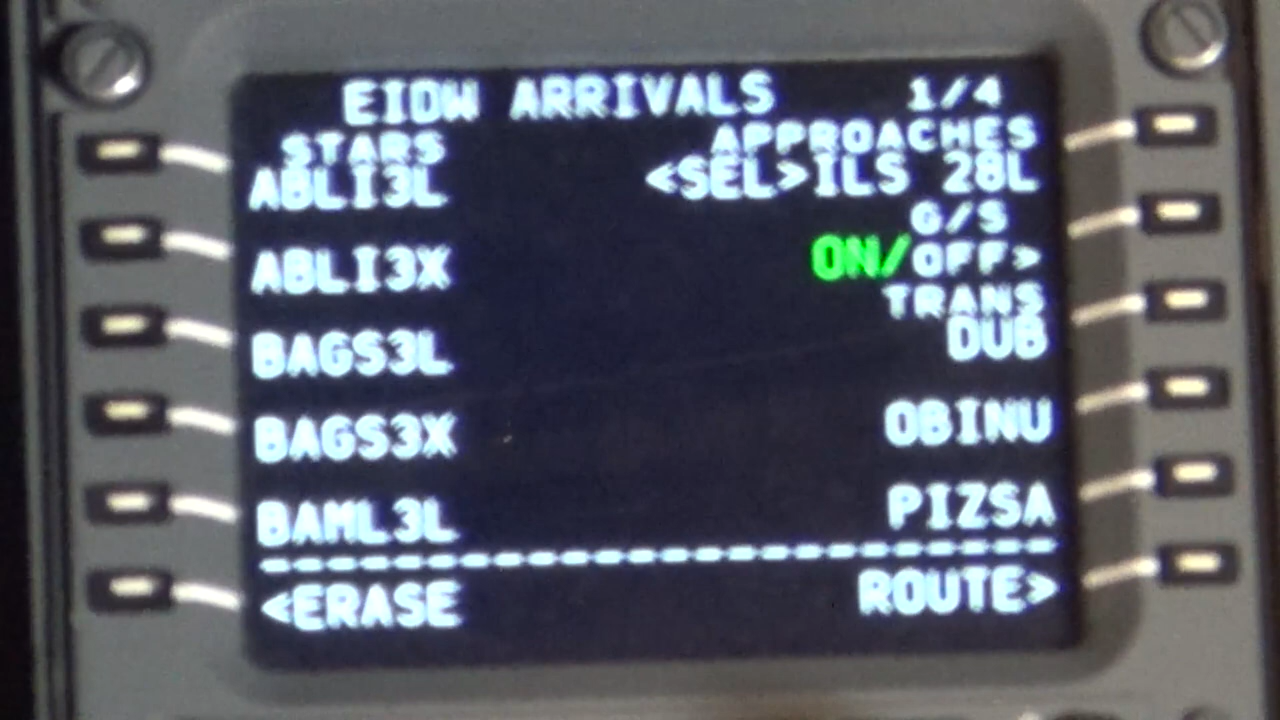 EIDW ARRIVALS 1/4
STARS APPROACHES
ABLI3L <SEL>ILS 28L
G/S
ABLI3X ON/OFF>
TRANS
BAGS3L DUB
BAGS3X OBINU
BAML3L PIZSA
<ERASE ROUTE>